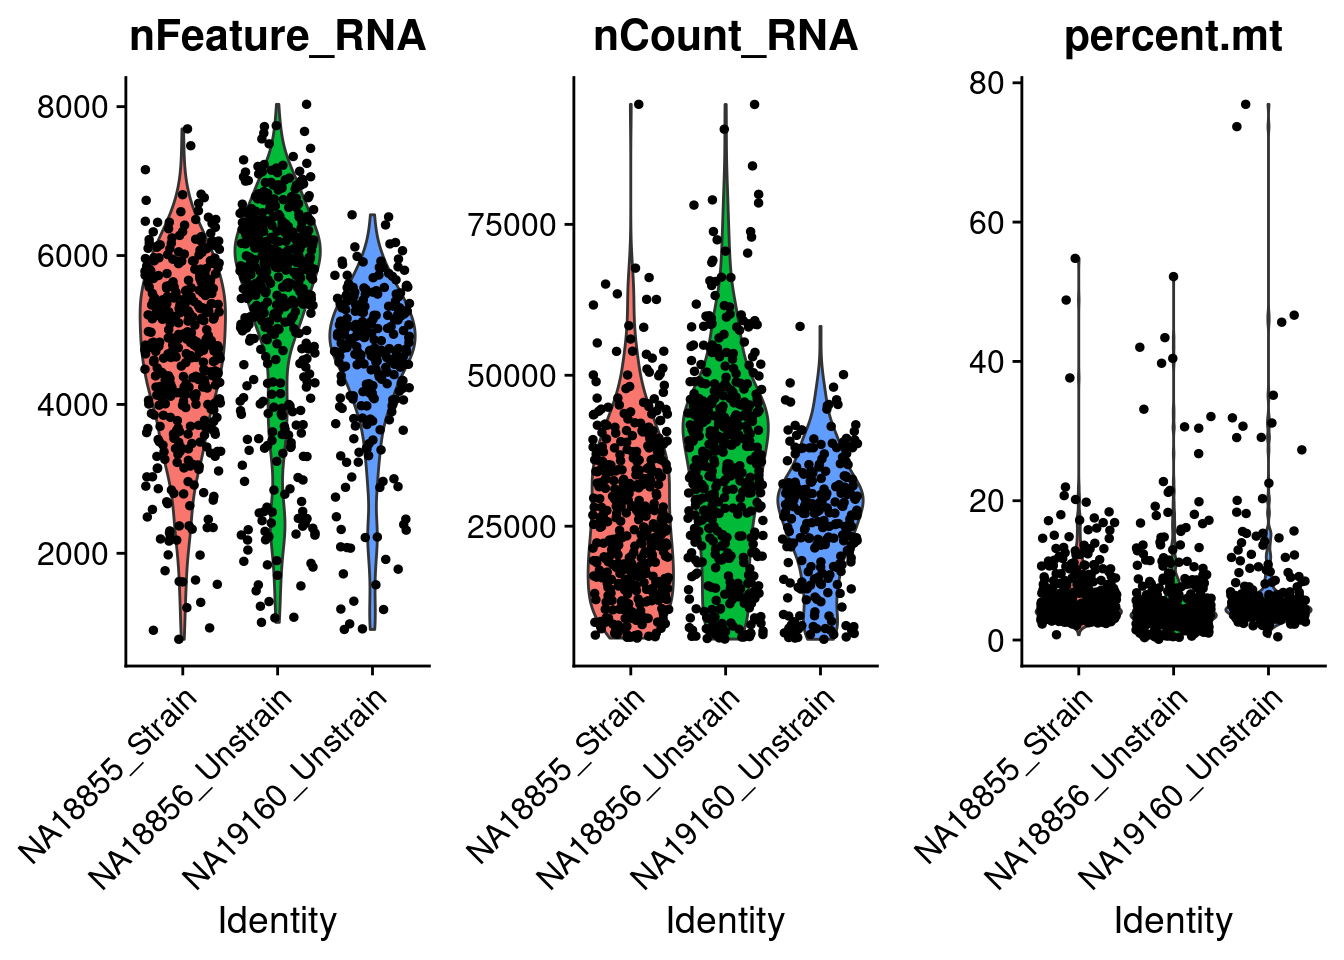 nFeature_RNA
8000
6000
4000
2000
NA18855_Strain
NA18856_Unstrain
NA19160_Unstrain
Identity
nCount_RNA
75000
50000
25000
NA18855_Strain
NA18856_Unstrain
NA19160_Unstrain
Identity
percent.mt
80
60
40
20
0
NA18855_Strain
NA18856_Unstrain
NA19160_Unstrain
Identity